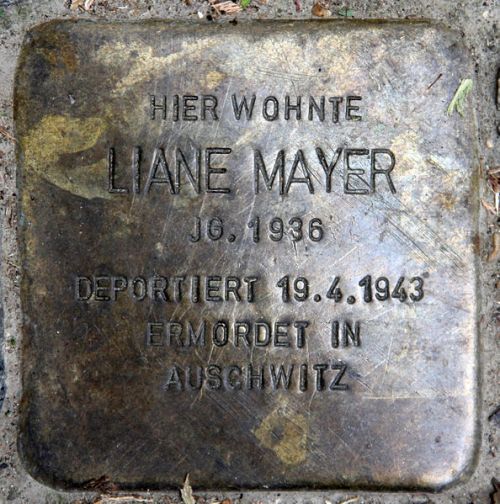 HIER WOHNTE
LIANE MAYER
JG. 1936
DEPORTIERT 19.4.1943
ERMORDET IN
AUSCHWITZ